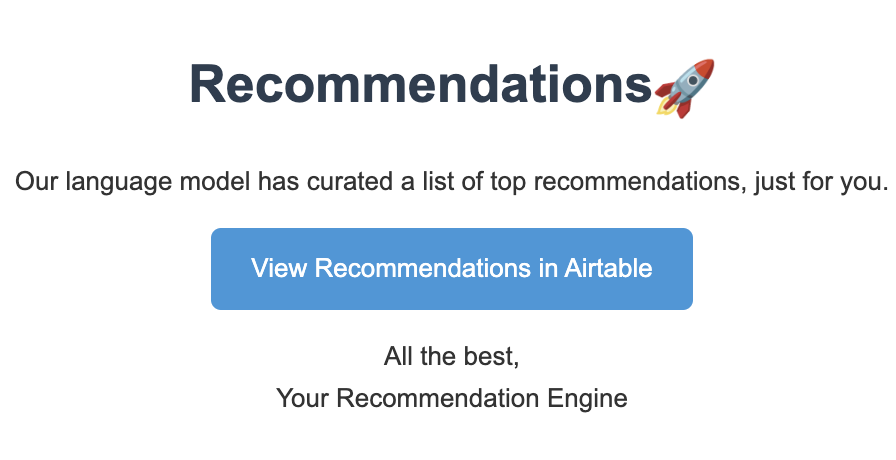 Recommendations🚀
Our language model has curated a list of top recommendations, just for you.
View Recommendations in Airtable
All the best,
Your Recommendation Engine